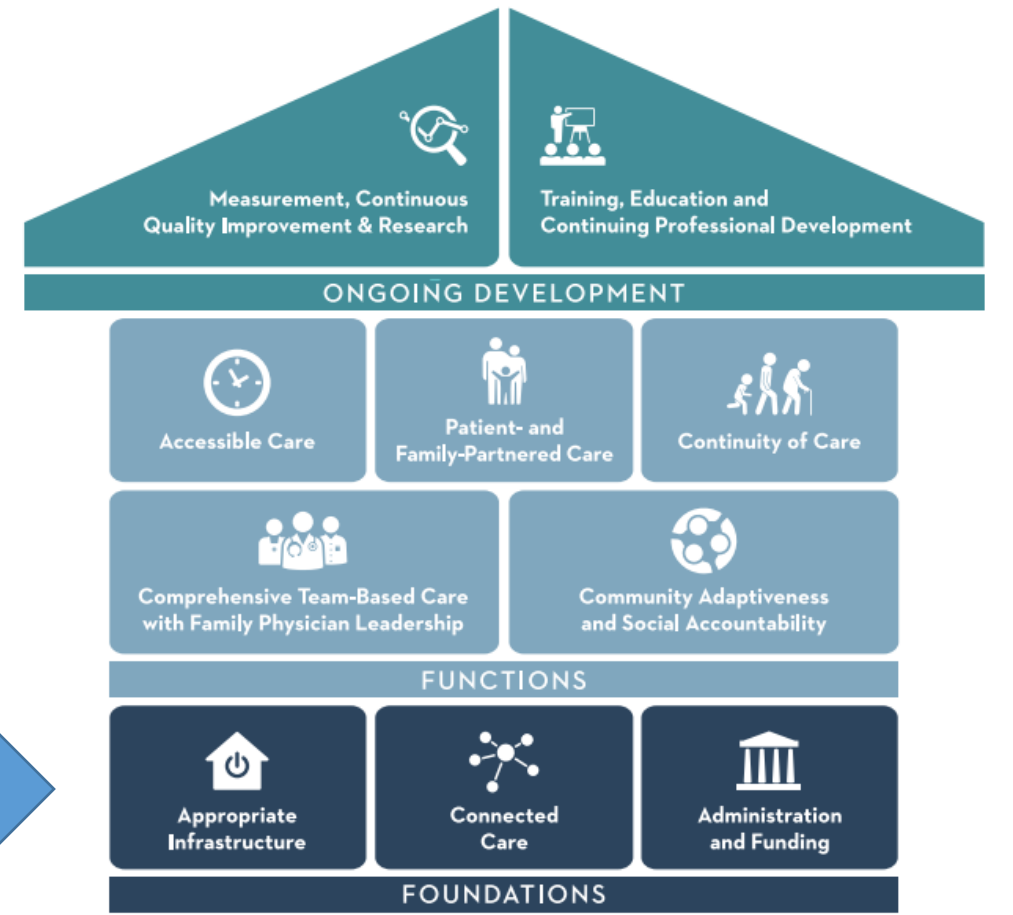 Measurement, Continuous
Quality Improvement & Research
Training, Education and
Continuing Professional Development
ONGOING DEVELOPMENT
Accessible Care
Patient- and
Family-Partnered Care
Continuity of Care
Comprehensive Team-Based Care
with Family Physician Leadership
Community Adaptiveness
and Social Accountability
FUNCTIONS
Appropriate
Infrastructure
Connected
Care
Administration
and Funding
FOUNDATIONS